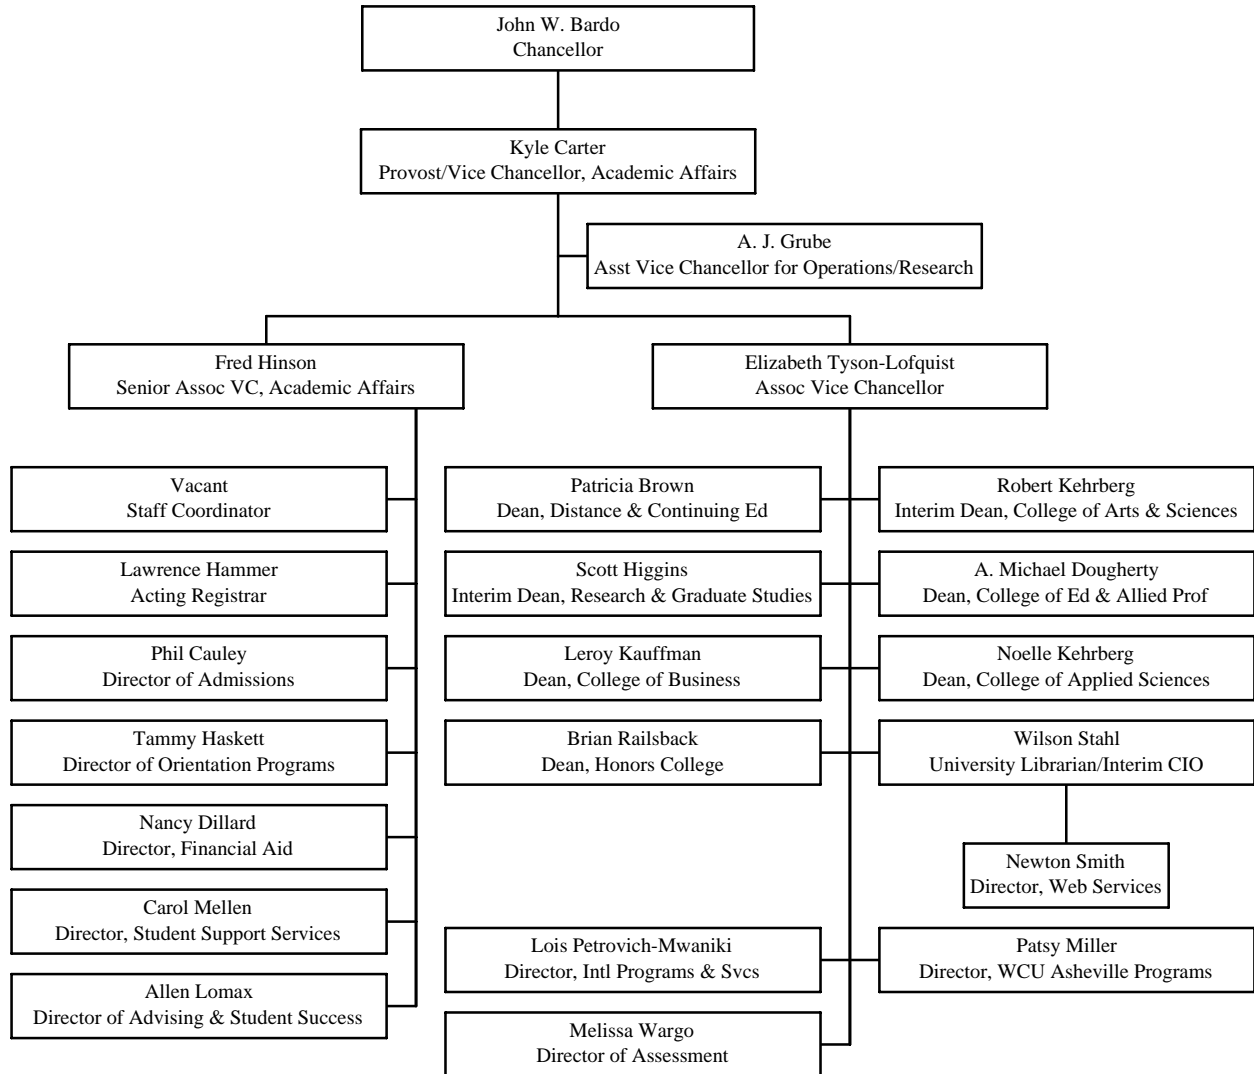 John W. Bardo
Chancellor
Kyle Carter
Provost/Vice Chancellor, Academic Affairs
A. J. Grube
Asst Vice Chancellor for Operations/Research
Fred Hinson
Senior Assoc VC, Academic Affairs
Elizabeth Tyson-Lofquist
Assoc Vice Chancellor
Vacant
Staff Coordinator
Lawrence Hammer
Acting Registrar
Phil Cauley
Director of Admissions
Tammy Haskett
Director of Orientation Programs
Nancy Dillard
Director, Financial Aid
Carol Mellen
Director, Student Support Services
Allen Lomax
Director of Advising & Student Success
Patricia Brown
Dean, Distance & Continuing Ed
Robert Kehrberg
Interim Dean, College of Arts & Sciences
Scott Higgins
Interim Dean, Research & Graduate Studies
A. Michael Dougherty
Dean, College of Ed & Allied Prof
Leroy Kauffman
Dean, College of Business
Noelle Kehrberg
Dean, College of Applied Sciences
Brian Railsback
Dean, Honors College
Wilson Stahl
University Librarian/Interim CIO
Newton Smith
Director, Web Services
Lois Petrovich-Mwaniki
Director, Intl Programs & Svcs
Patsy Miller
Director, WCU Asheville Programs
Melissa Wargo
Director of Assessment